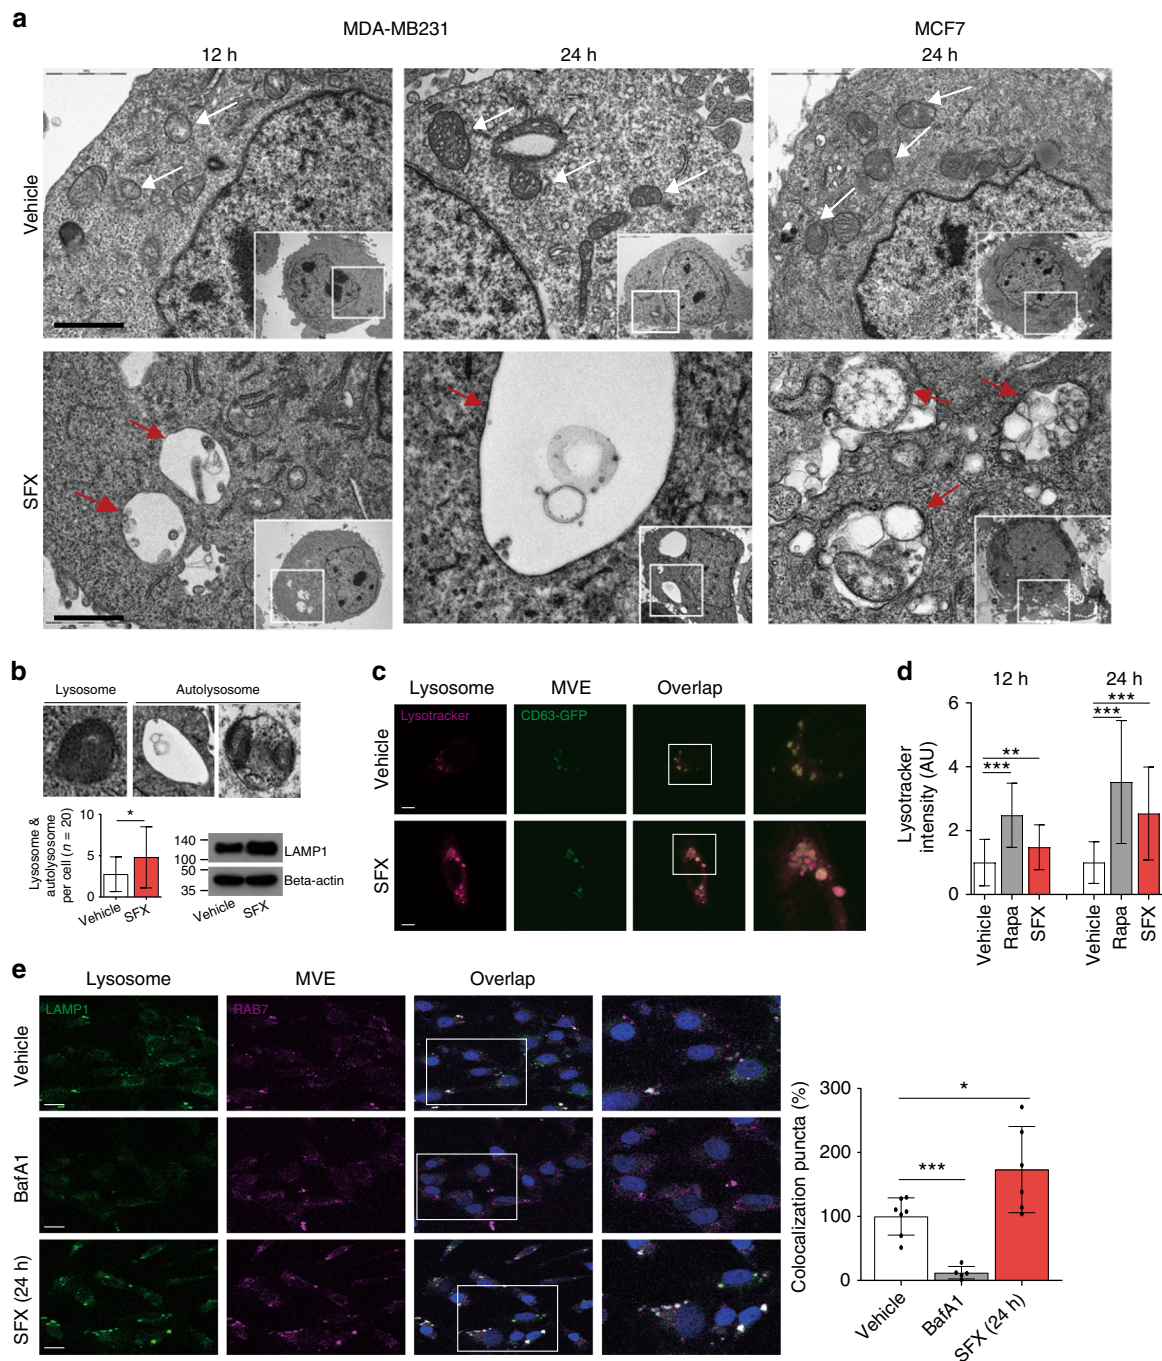 a
MDA-MB231
MCF7
12 h
24 h
24 h
Vehicle
SFX
b
Lysosome
Autolysosome
Lysosome &
autolysosome
per cell (n = 20)
10
5
0
*
Vehicle
SFX
140
100
50
35
LAMP1
Beta-actin
Vehicle
SFX
c
Lysosome
MVE
Overlap
Lysotracker
CD63-GFP
Vehicle
SFX
d
12 h
24 h
Lysotracker
intensity (AU)
6
4
2
0
***
**
***
***
Vehicle
Rapa
SFX
Vehicle
Rapa
SFX
e
Lysosome
MVE
Overlap
LAMP1
RAB7
Vehicle
BafA1
SFX (24 h)
Colocalization puncta (%)
300
200
100
0
*
***
Vehicle
BafA1
SFX (24 h)